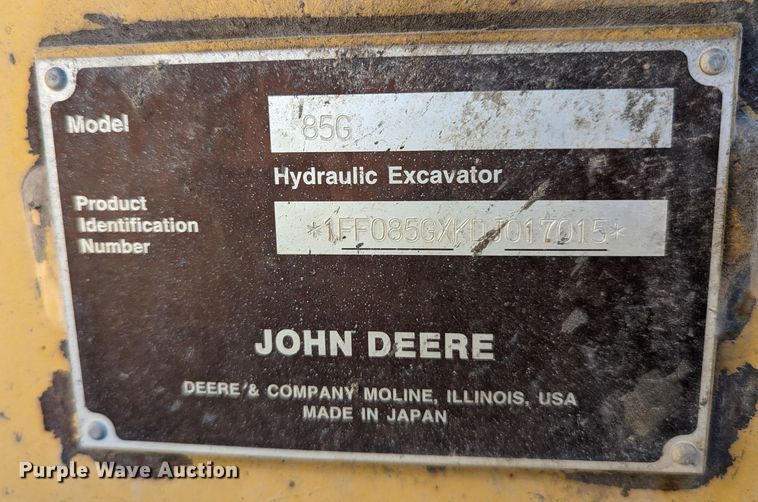 Model 85G
Hydraulic Excavator
Product
Identification
Number
*1FF085GXKDJ017015*
JOHN DEERE
DEERE & COMPANY MOLINE, ILLINOIS, USA
MADE IN JAPAN
Purple Wave Auction